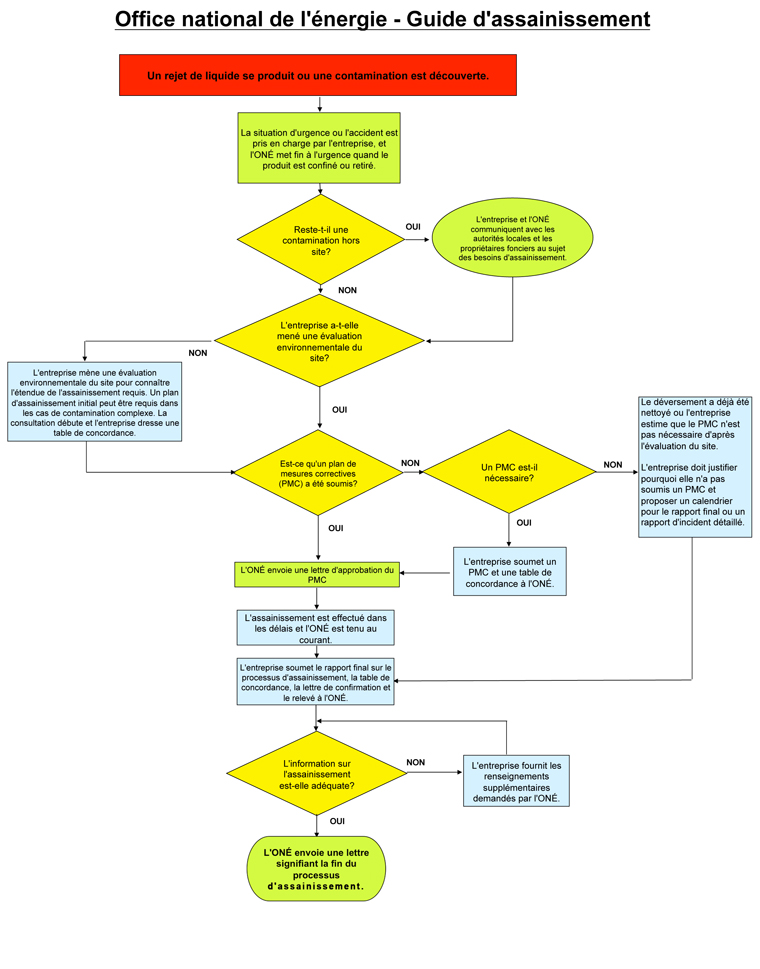 Office national de l'énergie - Guide d'assainissement
Un rejet de liquide se produit ou une contamination est découverte.
La situation d'urgence ou l'accident est
pris en charge par l'entreprise, et
l'ONÉ met fin à l'urgence quand le
produit est confiné ou retiré.
Reste-t-il une
contamination hors
site?
OUI
L'entreprise et l'ONÉ
communiquent avec les
autorités locales et les
propriétaires fonciers au sujet
des besoins d'assainissement.
NON
L'entreprise a-t-elle
mené une évaluation
environnementale du
site?
NON
L'entreprise mène une évaluation
environnementale du site pour connaître
l'étendue de l'assainissement requis. Un plan
d'assainissement initial peut être requis dans
les cas de contamination complexe. La
consultation débute et l'entreprise dresse une
table de concordance.
OUI
Est-ce qu'un plan de
mesures correctives
(PMC) a été soumis?
NON
Un PMC est-il
nécessaire?
NON
Le déversement a déjà été
nettoyé ou l'entreprise
estime que le PMC n'est
pas nécessaire d'après
l'évaluation du site.
L'entreprise doit justifier
pourquoi elle n'a pas
soumis un PMC et
proposer un calendrier
pour le rapport final ou un
rapport d'incident détaillé.
OUI
OUI
L'ONÉ envoie une lettre d'approbation du
PMC
L'entreprise soumet un
PMC et une table de
concordance à l'ONÉ.
L'assainissement est effectué dans
les délais et l'ONÉ est tenu au
courant.
L'entreprise soumet le rapport final sur le
processus d'assainissement, la table de
concordance, la lettre de confirmation et
le relevé à l'ONÉ.
L'information sur
l'assainissement
est-elle adéquate?
NON
L'entreprise fournit les
renseignements
supplémentaires
demandés par l'ONÉ.
OUI
L'ONÉ envoie une lettre
signifiant la fin du
processus
d'assainissement.